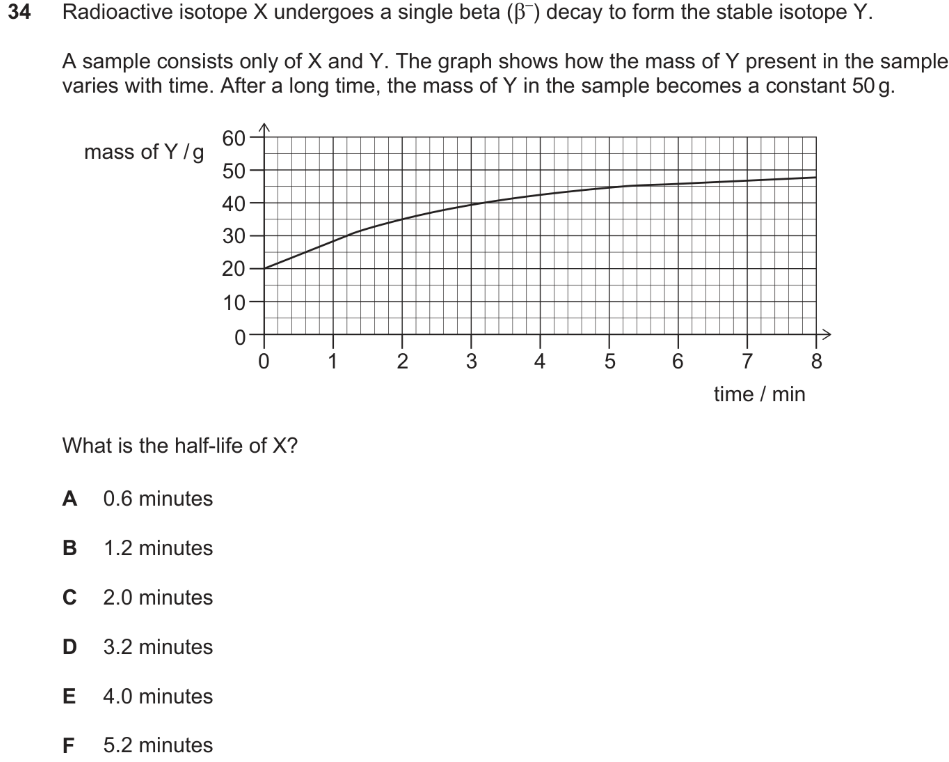 34 Radioactive isotope X undergoes a single beta (β⁻) decay to form the stable isotope Y.
A sample consists only of X and Y. The graph shows how the mass of Y present in the sample
varies with time. After a long time, the mass of Y in the sample becomes a constant 50 g.
mass of Y / g
60
50
40
30
20
10
0
0 1 2 3 4 5 6 7 8
time / min
What is the half-life of X?
A 0.6 minutes
B 1.2 minutes
C 2.0 minutes
D 3.2 minutes
E 4.0 minutes
F 5.2 minutes